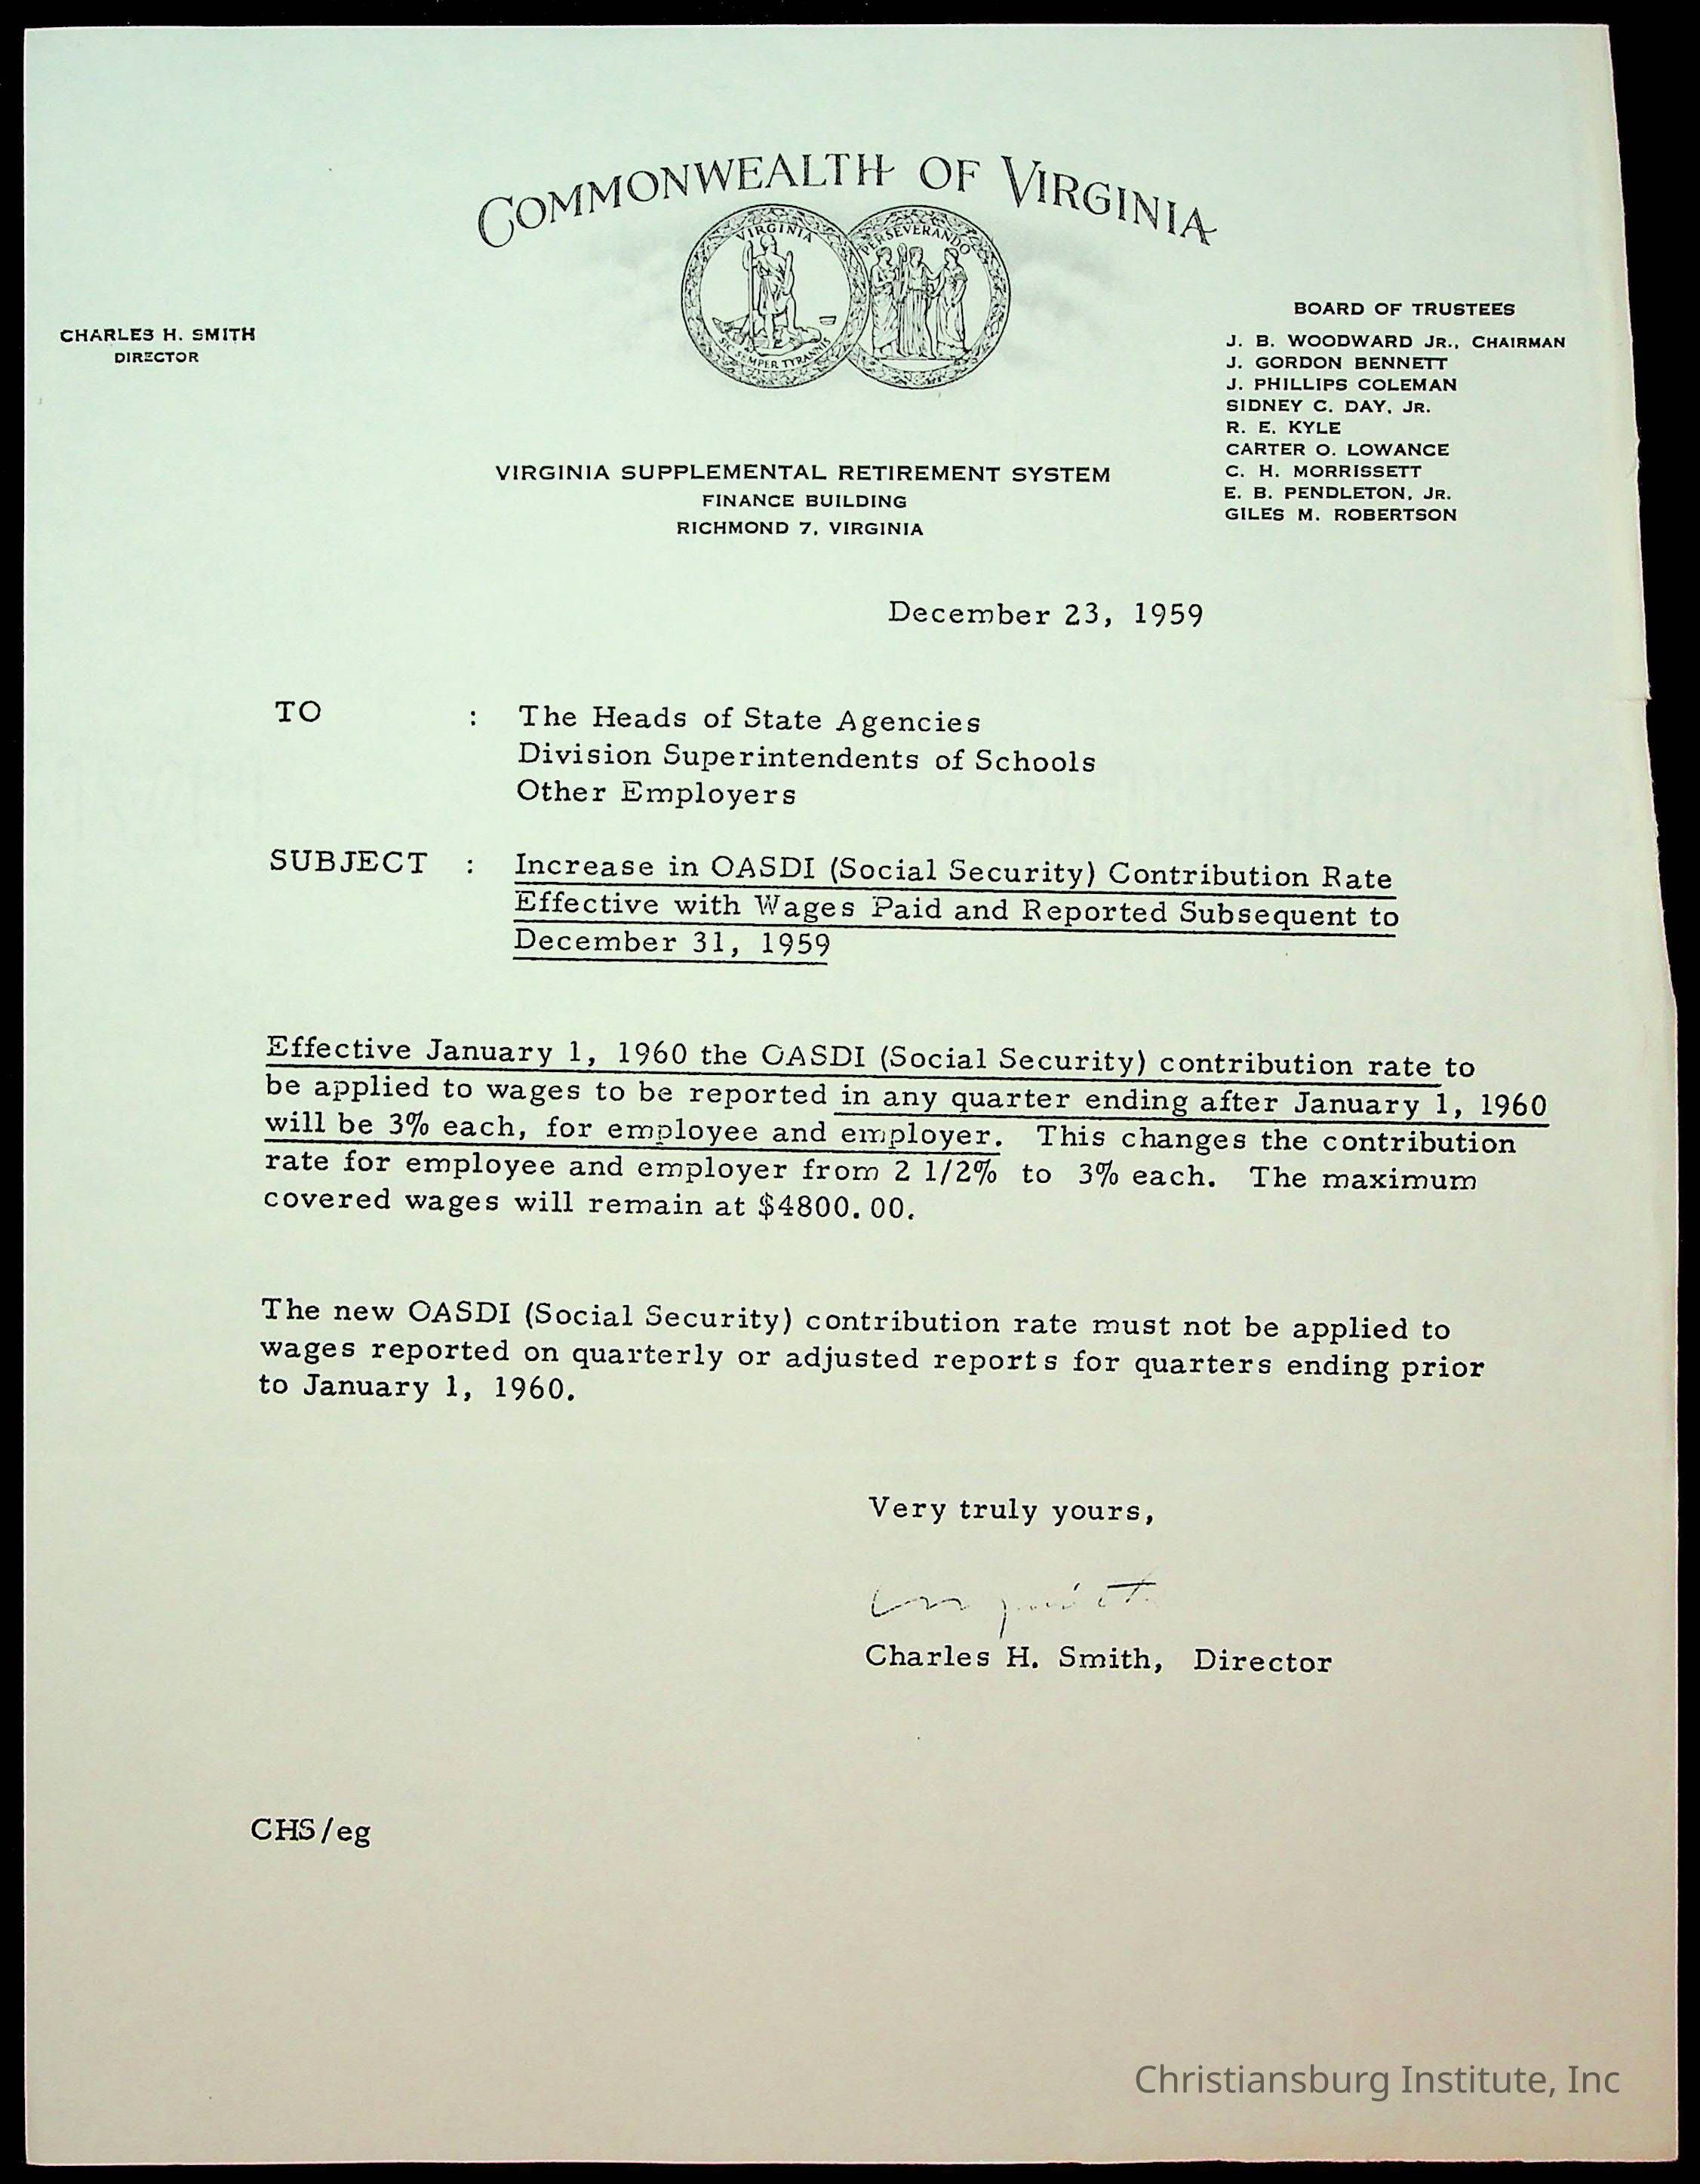 COMMONWEALTH OF VIRGINIA
VIRGINIA
PERSEVERANDO
SIC SEMPER TYRANNIS
CHARLES H. SMITH
DIRECTOR
BOARD OF TRUSTEES
J. B. WOODWARD JR., CHAIRMAN
J. GORDON BENNETT
J. PHILLIPS COLEMAN
SIDNEY C. DAY, JR.
R. E. KYLE
CARTER O. LOWANCE
C. H. MORRISSETT
E. B. PENDLETON, JR.
GILES M. ROBERTSON
VIRGINIA SUPPLEMENTAL RETIREMENT SYSTEM
FINANCE BUILDING
RICHMOND 7, VIRGINIA
December 23, 1959
TO : The Heads of State Agencies
Division Superintendents of Schools
Other Employers
SUBJECT : Increase in OASDI (Social Security) Contribution Rate
Effective with Wages Paid and Reported Subsequent to
December 31, 1959
Effective January 1, 1960 the OASDI (Social Security) contribution rate to
be applied to wages to be reported in any quarter ending after January 1, 1960
will be 3% each, for employee and employer. This changes the contribution
rate for employee and employer from 2 1/2% to 3% each. The maximum
covered wages will remain at $4800.00.
The new OASDI (Social Security) contribution rate must not be applied to
wages reported on quarterly or adjusted reports for quarters ending prior
to January 1, 1960.
Very truly yours,
Charles H. Smith, Director
CHS/eg
Christiansburg Institute, Inc